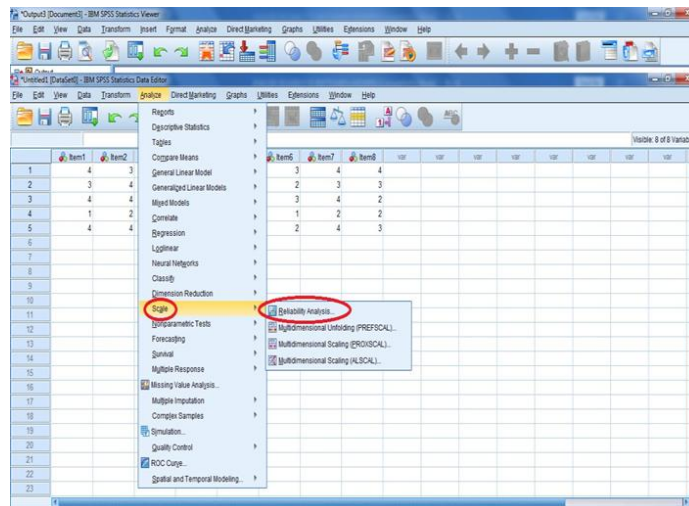 *Output3 [Document3] - IBM SPSS Statistics Viewer
File Edit View Data Transform Insert Format Analyze Direct Marketing Graphs Utilities Extensions Window Help
*Untitled1 [DataSet0] - IBM SPSS Statistics Data Editor
File Edit View Data Transform Analyze Direct Marketing Graphs Utilities Extensions Window Help
Visible: 8 of 8 Variab
Item1 Item2 Item6 Item7 Item8 var var var var var var var var
1 4 3 3 4 4
2 3 4 2 3 3
3 4 4 3 4 2
4 1 2 1 2 2
5 4 4 2 4 3
6
7
8
9
10
11
12
13
14
15
16
17
18
19
20
21
22
23
Reports
Descriptive Statistics
Tables
Compare Means
General Linear Model
Generalized Linear Models
Mixed Models
Correlate
Regression
Loglinear
Neural Networks
Classify
Dimension Reduction
Scale
Nonparametric Tests
Forecasting
Survival
Multiple Response
Missing Value Analysis...
Multiple Imputation
Complex Samples
Simulation...
Quality Control
ROC Curve...
Spatial and Temporal Modeling...
Reliability Analysis...
Multidimensional Unfolding (PREFSCAL)...
Multidimensional Scaling (PROXSCAL)...
Multidimensional Scaling (ALSCAL)...